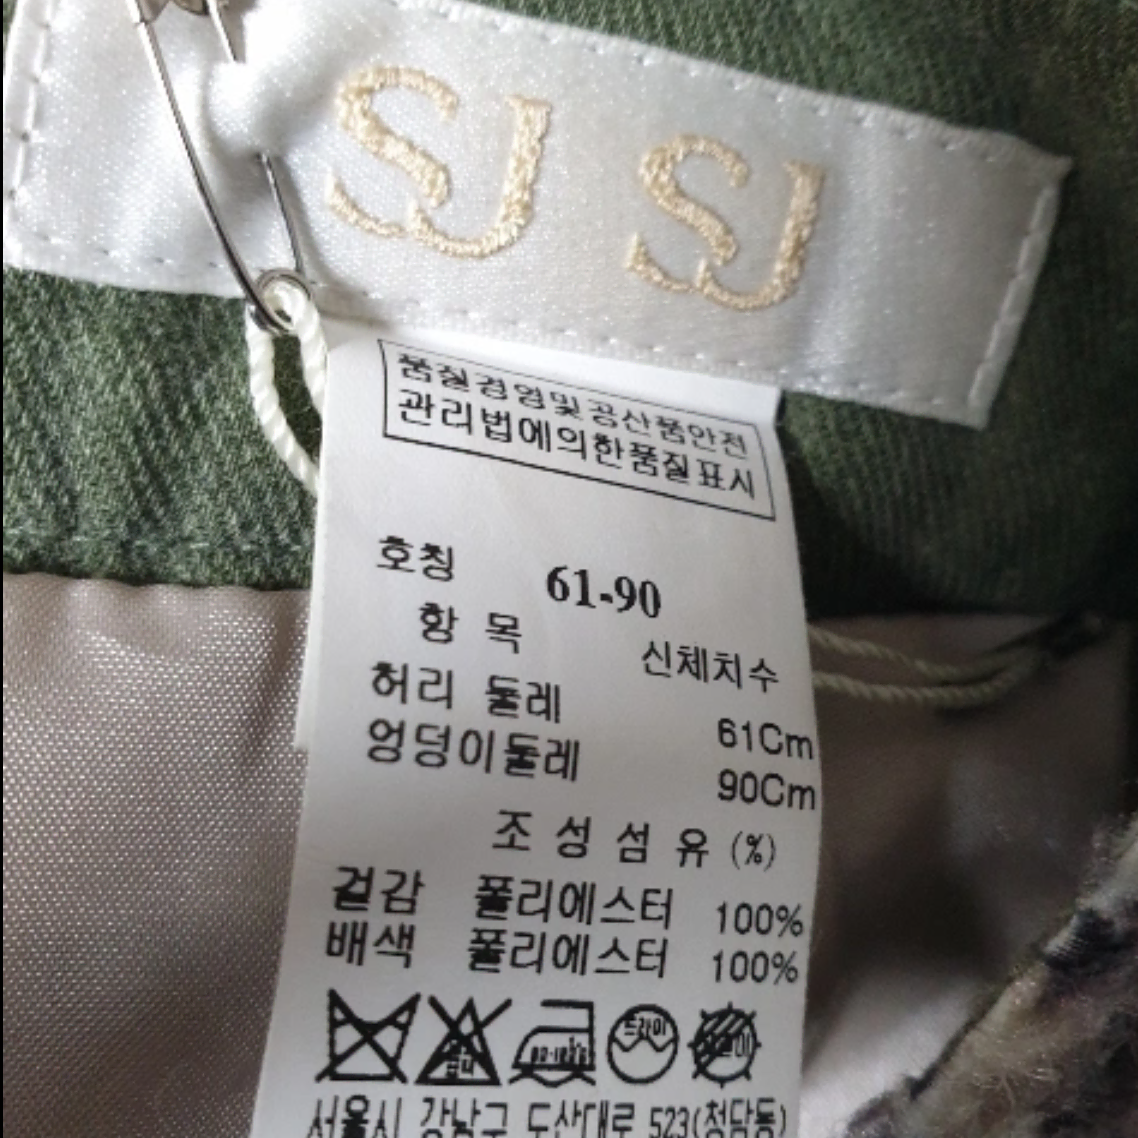 SJ SJ
품질경영및공산품안전
관리법에의한품질표시
호칭 61-90
항 목 신체치수
허리 둘레 61Cm
엉덩이둘레 90Cm
조 성 섬 유 (%)
겉감 폴리에스터 100%
배색 폴리에스터 100%
드라이
서울시 강남구 도산대로 523(청담동)